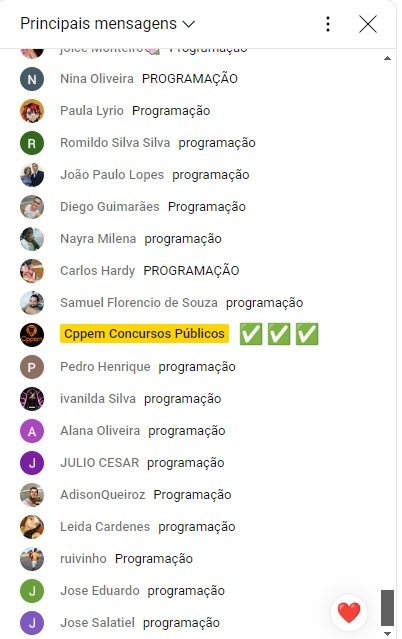 Principais mensagens
joice Monteiro programação
Nina Oliveira PROGRAMAÇÃO
Paula Lyrio Programação
R Romildo Silva Silva programação
João Paulo Lopes programação
Diego Guimarães Programação
Nayra Milena programação
Carlos Hardy PROGRAMAÇÃO
Samuel Florencio de Souza programação
Cppem Cppem Concursos Públicos ✅✅✅
P Pedro Henrique programação
ivanilda Silva programação
A Alana Oliveira programação
J JULIO CESAR programação
AdisonQueiroz Programação
Leida Cardenes programação
ruivinho Programação
J Jose Eduardo programação
J Jose Salatiel programação